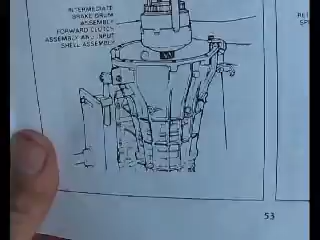 INTERMEDIATE
BRAKE DRUM
ASSEMBLY
FORWARD CLUTCH
ASSEMBLY AND INPUT
SHELL ASSEMBLY
53